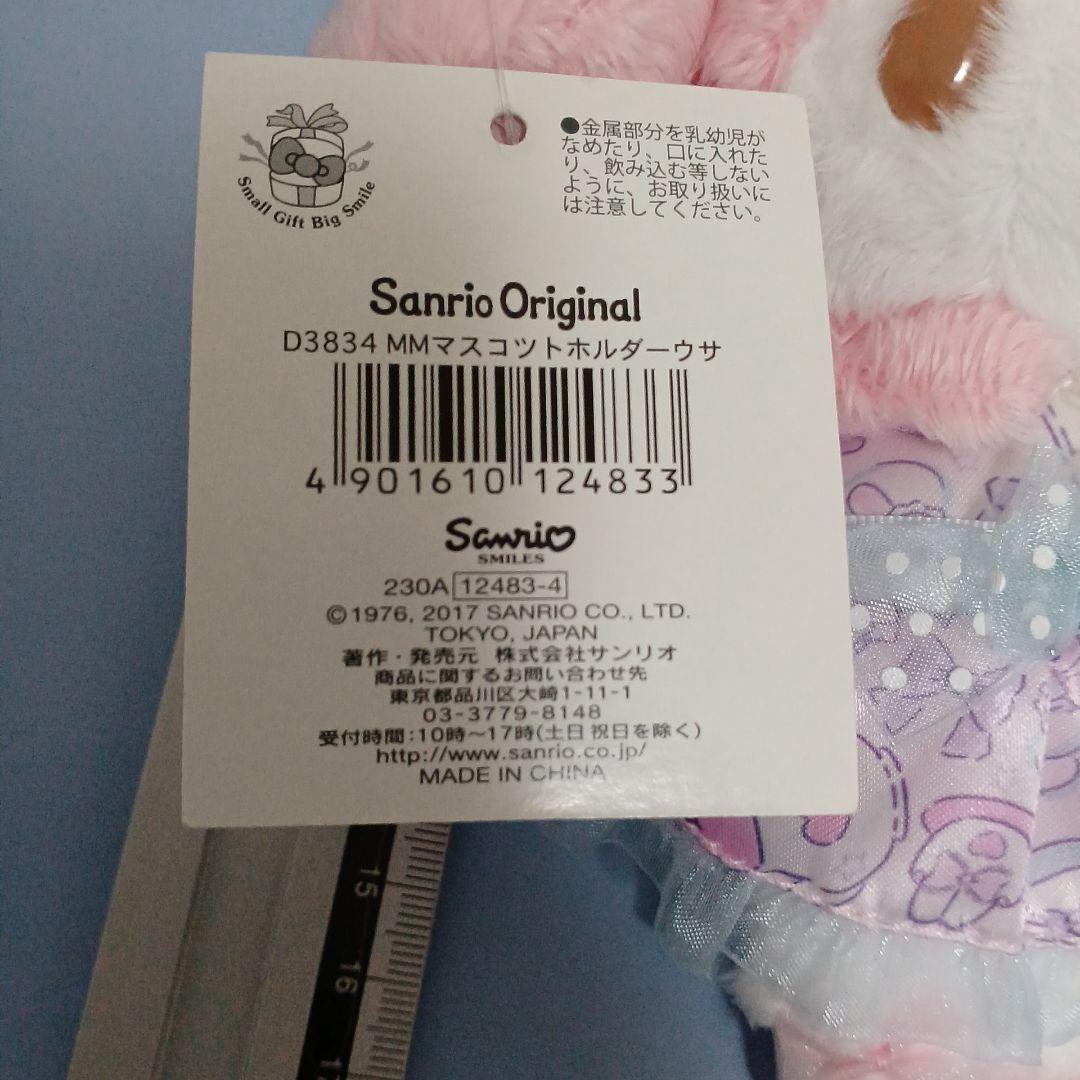 Small Gift Big Smile
●金属部分を乳幼児が
なめたり、口に入れた
り、飲み込む等しない
ように、お取り扱いに
は注意してください。
Sanrio Original
D3834 MMマスコツトホルダーウサ
4 901610 124833
Sanrio
SMILES
230A 12483-4
©1976, 2017 SANRIO CO., LTD.
TOKYO, JAPAN
著作・発売元 株式会社サンリオ
商品に関するお問い合わせ先
東京都品川区大崎1-11-1
03-3779-8148
受付時間:10時〜17時(土日祝日を除く)
http://www.sanrio.co.jp/
MADE IN CHINA
15
16